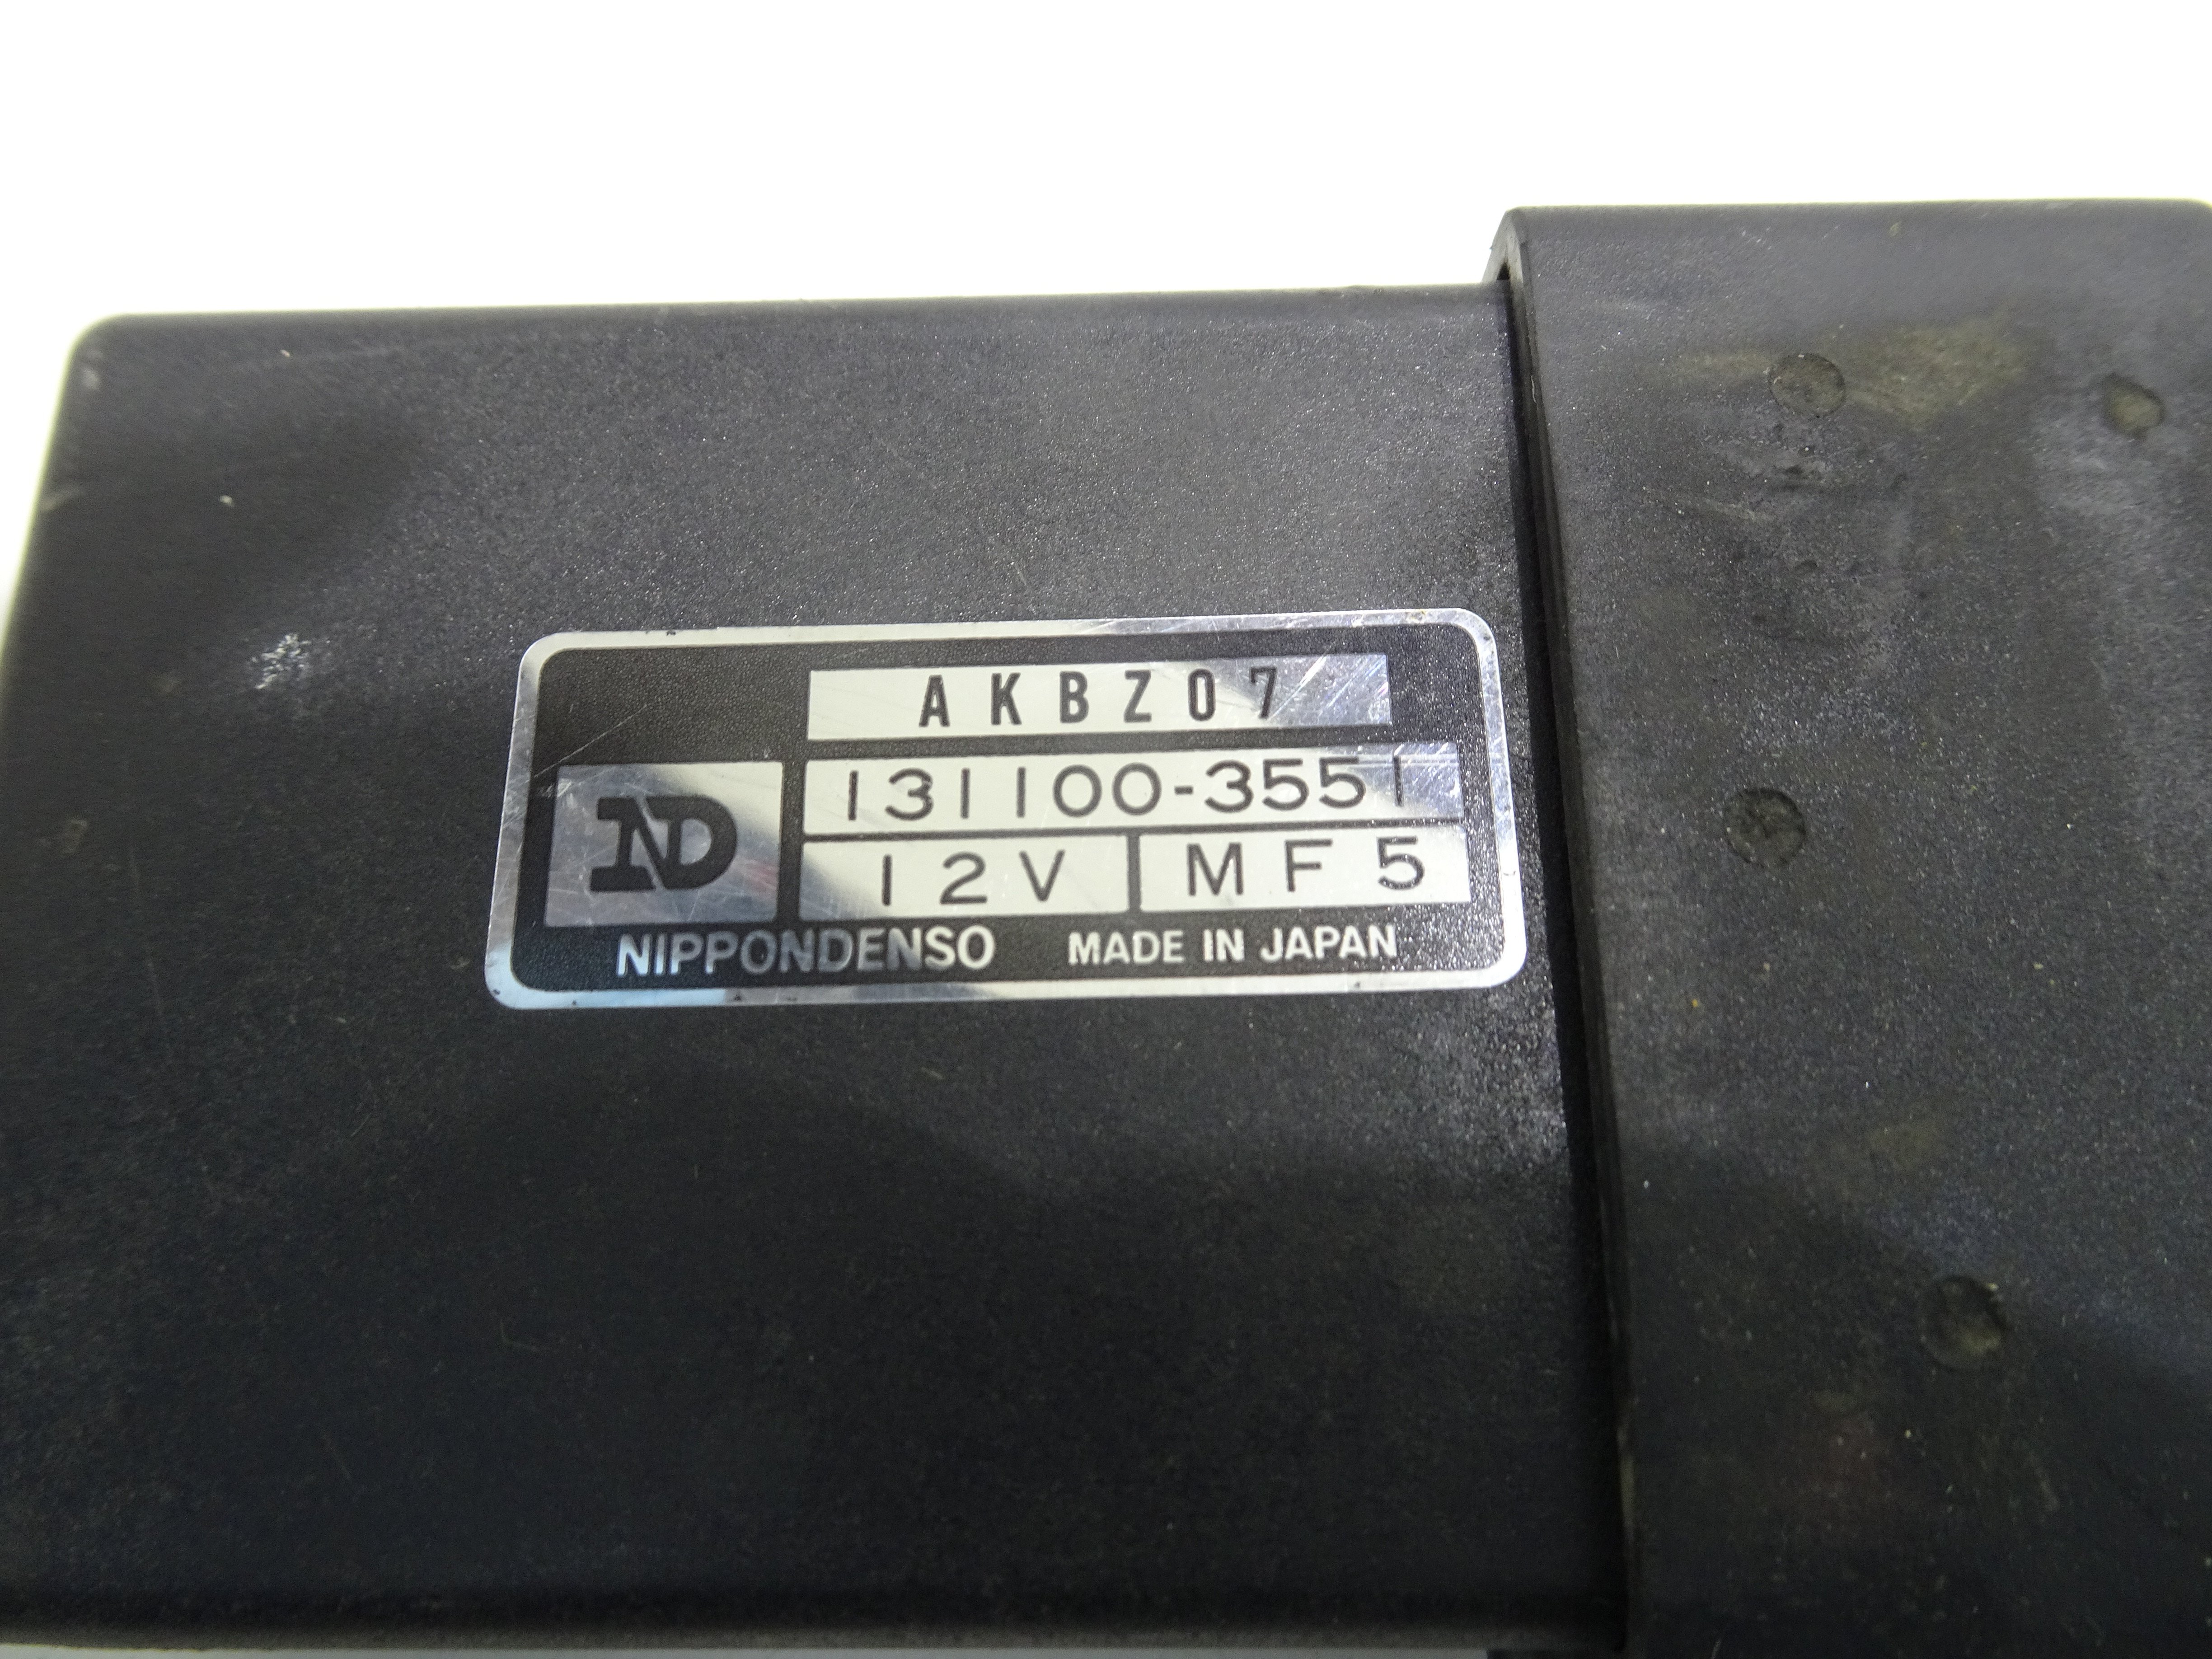 AKBZ07
131100-3551
ND
12V MF5
NIPPONDENSO MADE IN JAPAN